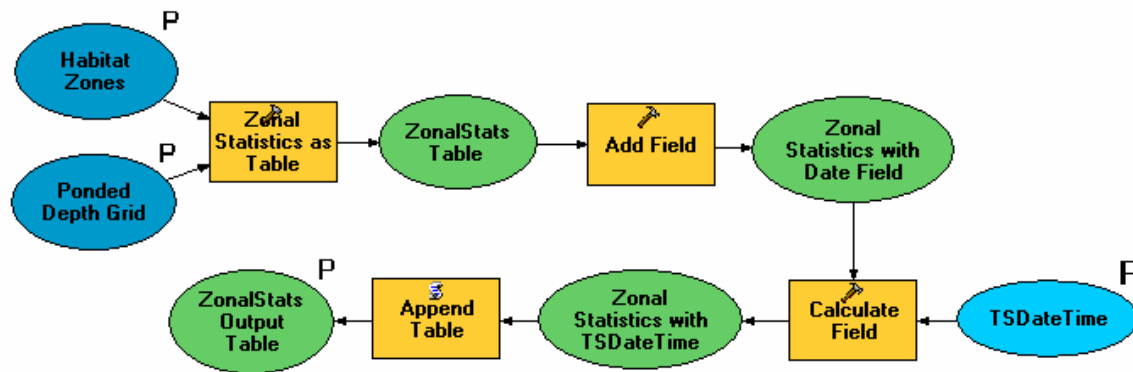 P
Habitat
Zones
P
Ponded
Depth Grid
Zonal
Statistics as
Table
ZonalStats
Table
Add Field
Zonal
Statistics with
Date Field
P
ZonalStats
Output
Table
Append
Table
Zonal
Statistics with
TSDateTime
Calculate
Field
P
TSDateTime